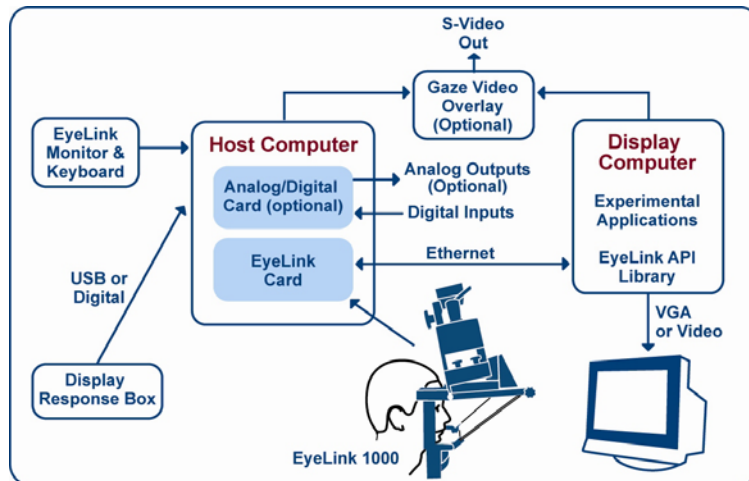 S-Video
Out
Gaze Video
Overlay
(Optional)
EyeLink
Monitor &
Keyboard
Host Computer
Analog/Digital
Card (optional)
Analog Outputs
(Optional)
Digital Inputs
EyeLink
Card
Ethernet
Display
Computer
Experimental
Applications
EyeLink API
Library
USB or
Digital
VGA
or Video
Display
Response Box
EyeLink 1000